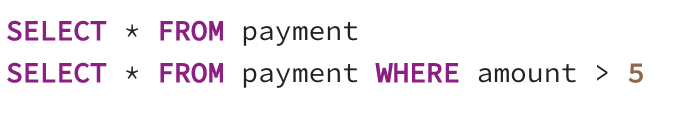 SELECT * FROM payment
SELECT * FROM payment WHERE amount > 5